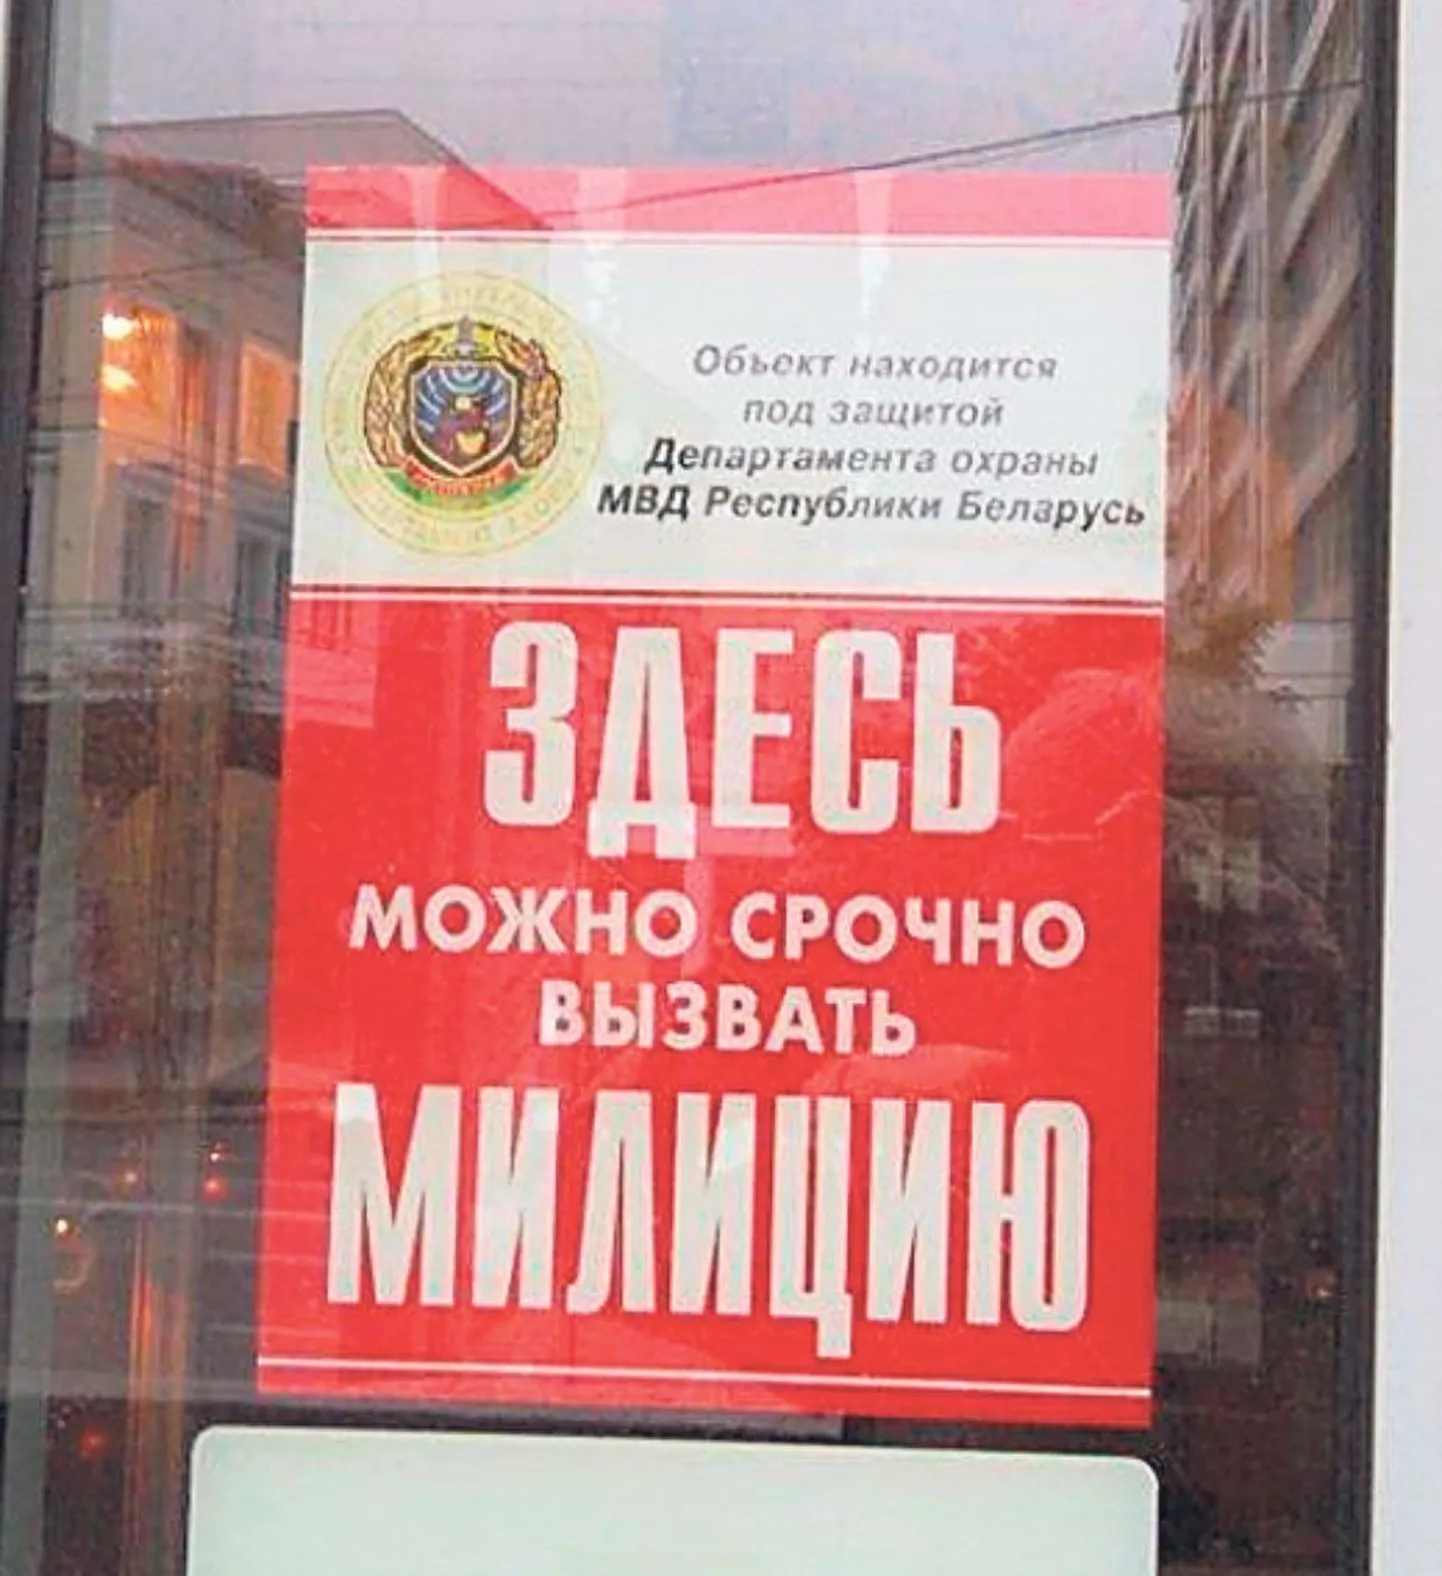 Объект находится
под защитой
Департамента охраны
МВД Республики Беларусь
ЗДЕСЬ
МОЖНО СРОЧНО
ВЫЗВАТЬ
МИЛИЦИЮ